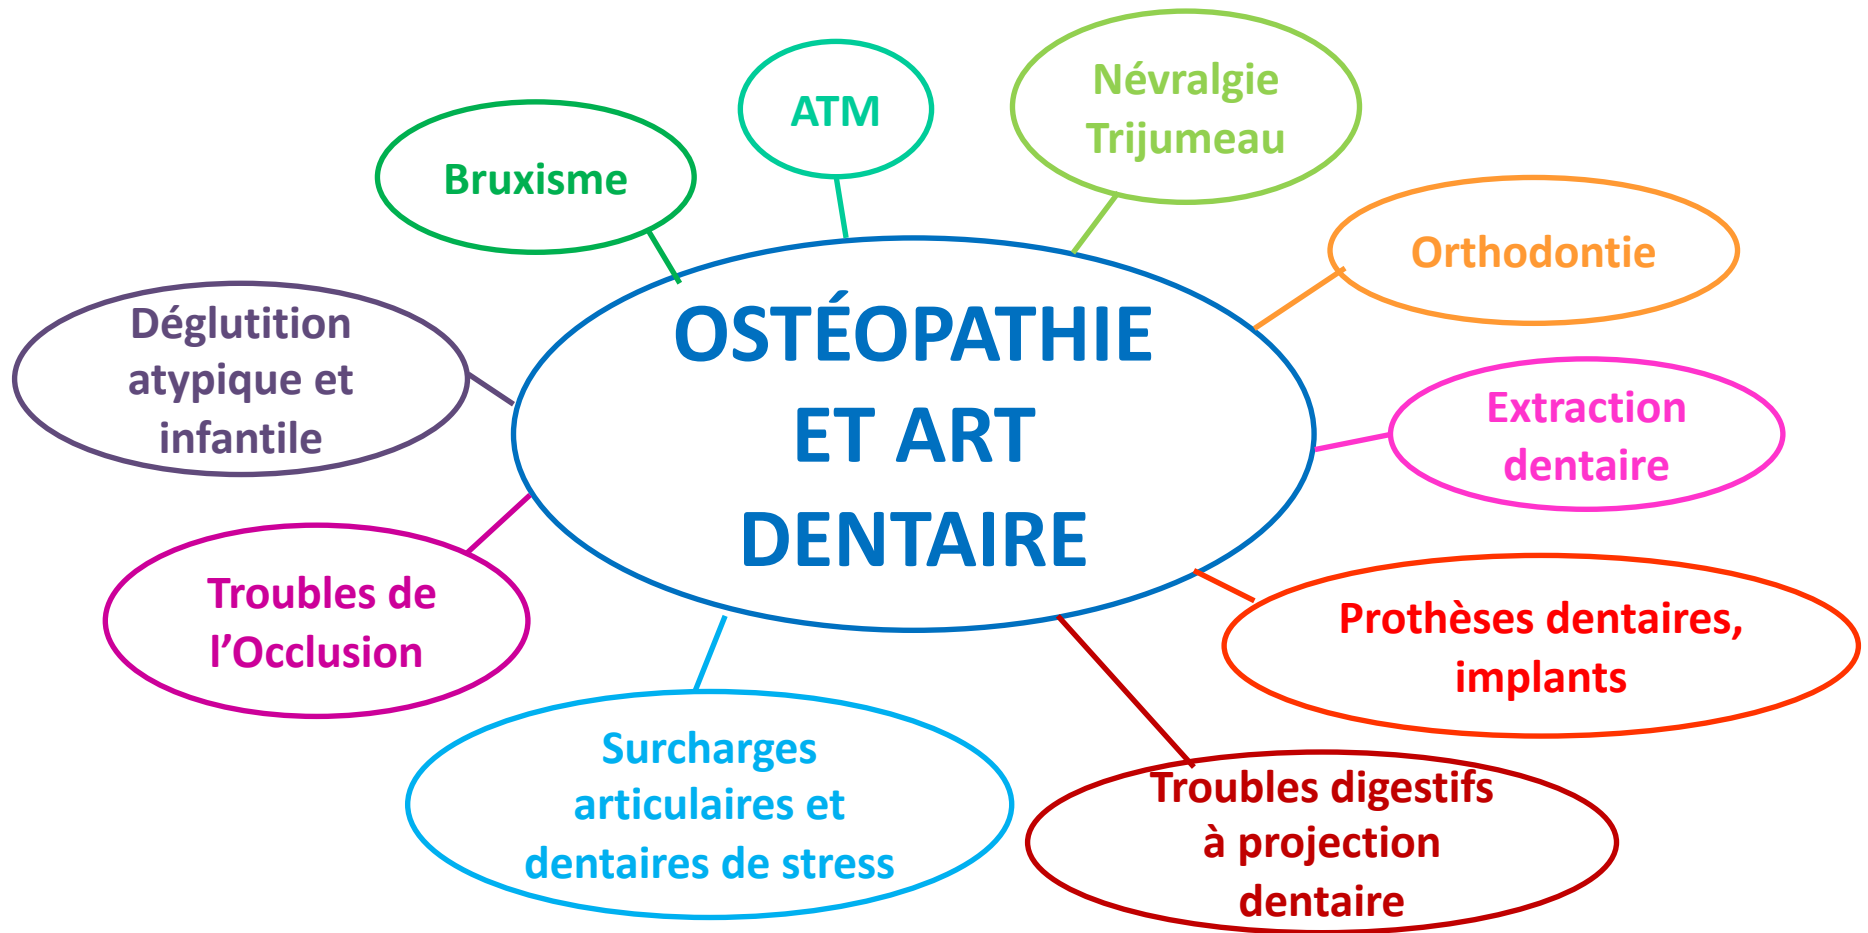 ATM
Névralgie
Trijumeau
Bruxisme
Orthodontie
OSTÉOPATHIE
ET ART
DENTAIRE
Déglutition
atypique et
infantile
Extraction
dentaire
Troubles de
l’Occlusion
Prothèses dentaires,
implants
Surcharges
articulaires et
dentaires de stress
Troubles digestifs
à projection
dentaire